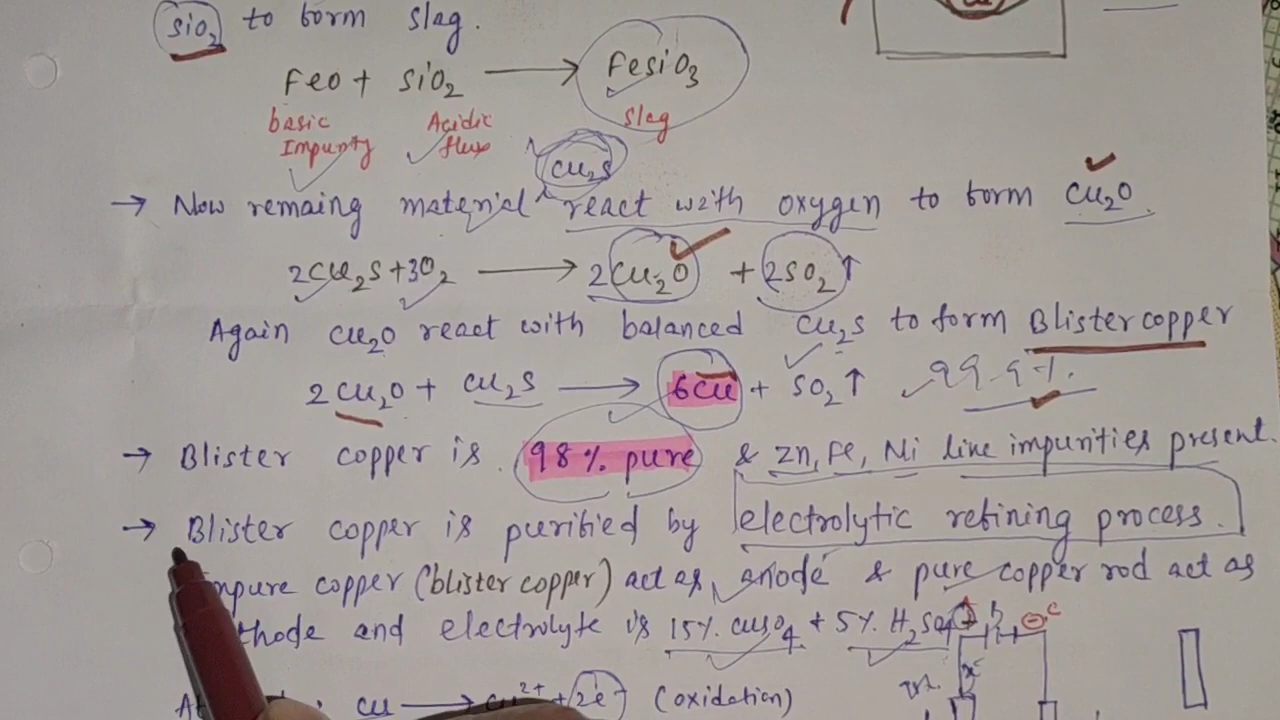 SiO2 to form slag.
FeO + SiO2 → FeSiO3
basic Impurity Acidic flux Slag
Cu2S
→ Now remaing material react with oxygen to form Cu2O
2Cu2S + 3O2 → 2Cu2O + 2SO2 ↑
Again Cu2O react with balanced Cu2S to form Blister copper
2Cu2O + Cu2S → 6Cu + SO2 ↑ 99.9%.
→ Blister copper is 98% pure & Zn, Fe, Ni line impurities present.
→ Blister copper is purified by electrolytic refining process.
mpure copper (blister copper) act as anode & pure copper rod act as
thode and electrolyte is 15%. CuSO4 + 5%. H2SO4
Cu → Cu2+ + 2e- (oxidation)